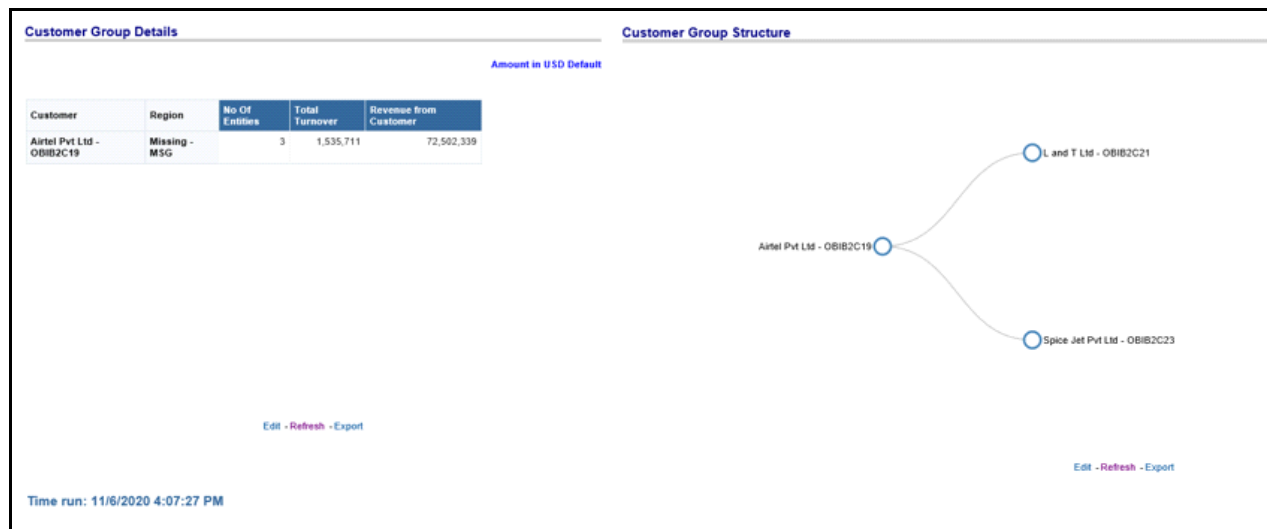 Customer Group Details
Amount in USD Default
Customer Region No Of Entities Total Turnover Revenue from Customer
Airtel Pvt Ltd - OBIB2C19 Missing - MSG 3 1,535,711 72,502,339
Edit - Refresh - Export
Time run: 11/6/2020 4:07:27 PM
Customer Group Structure
L and T Ltd - OBIB2C21
Airtel Pvt Ltd - OBIB2C19
Spice Jet Pvt Ltd - OBIB2C23
Edit - Refresh - Export